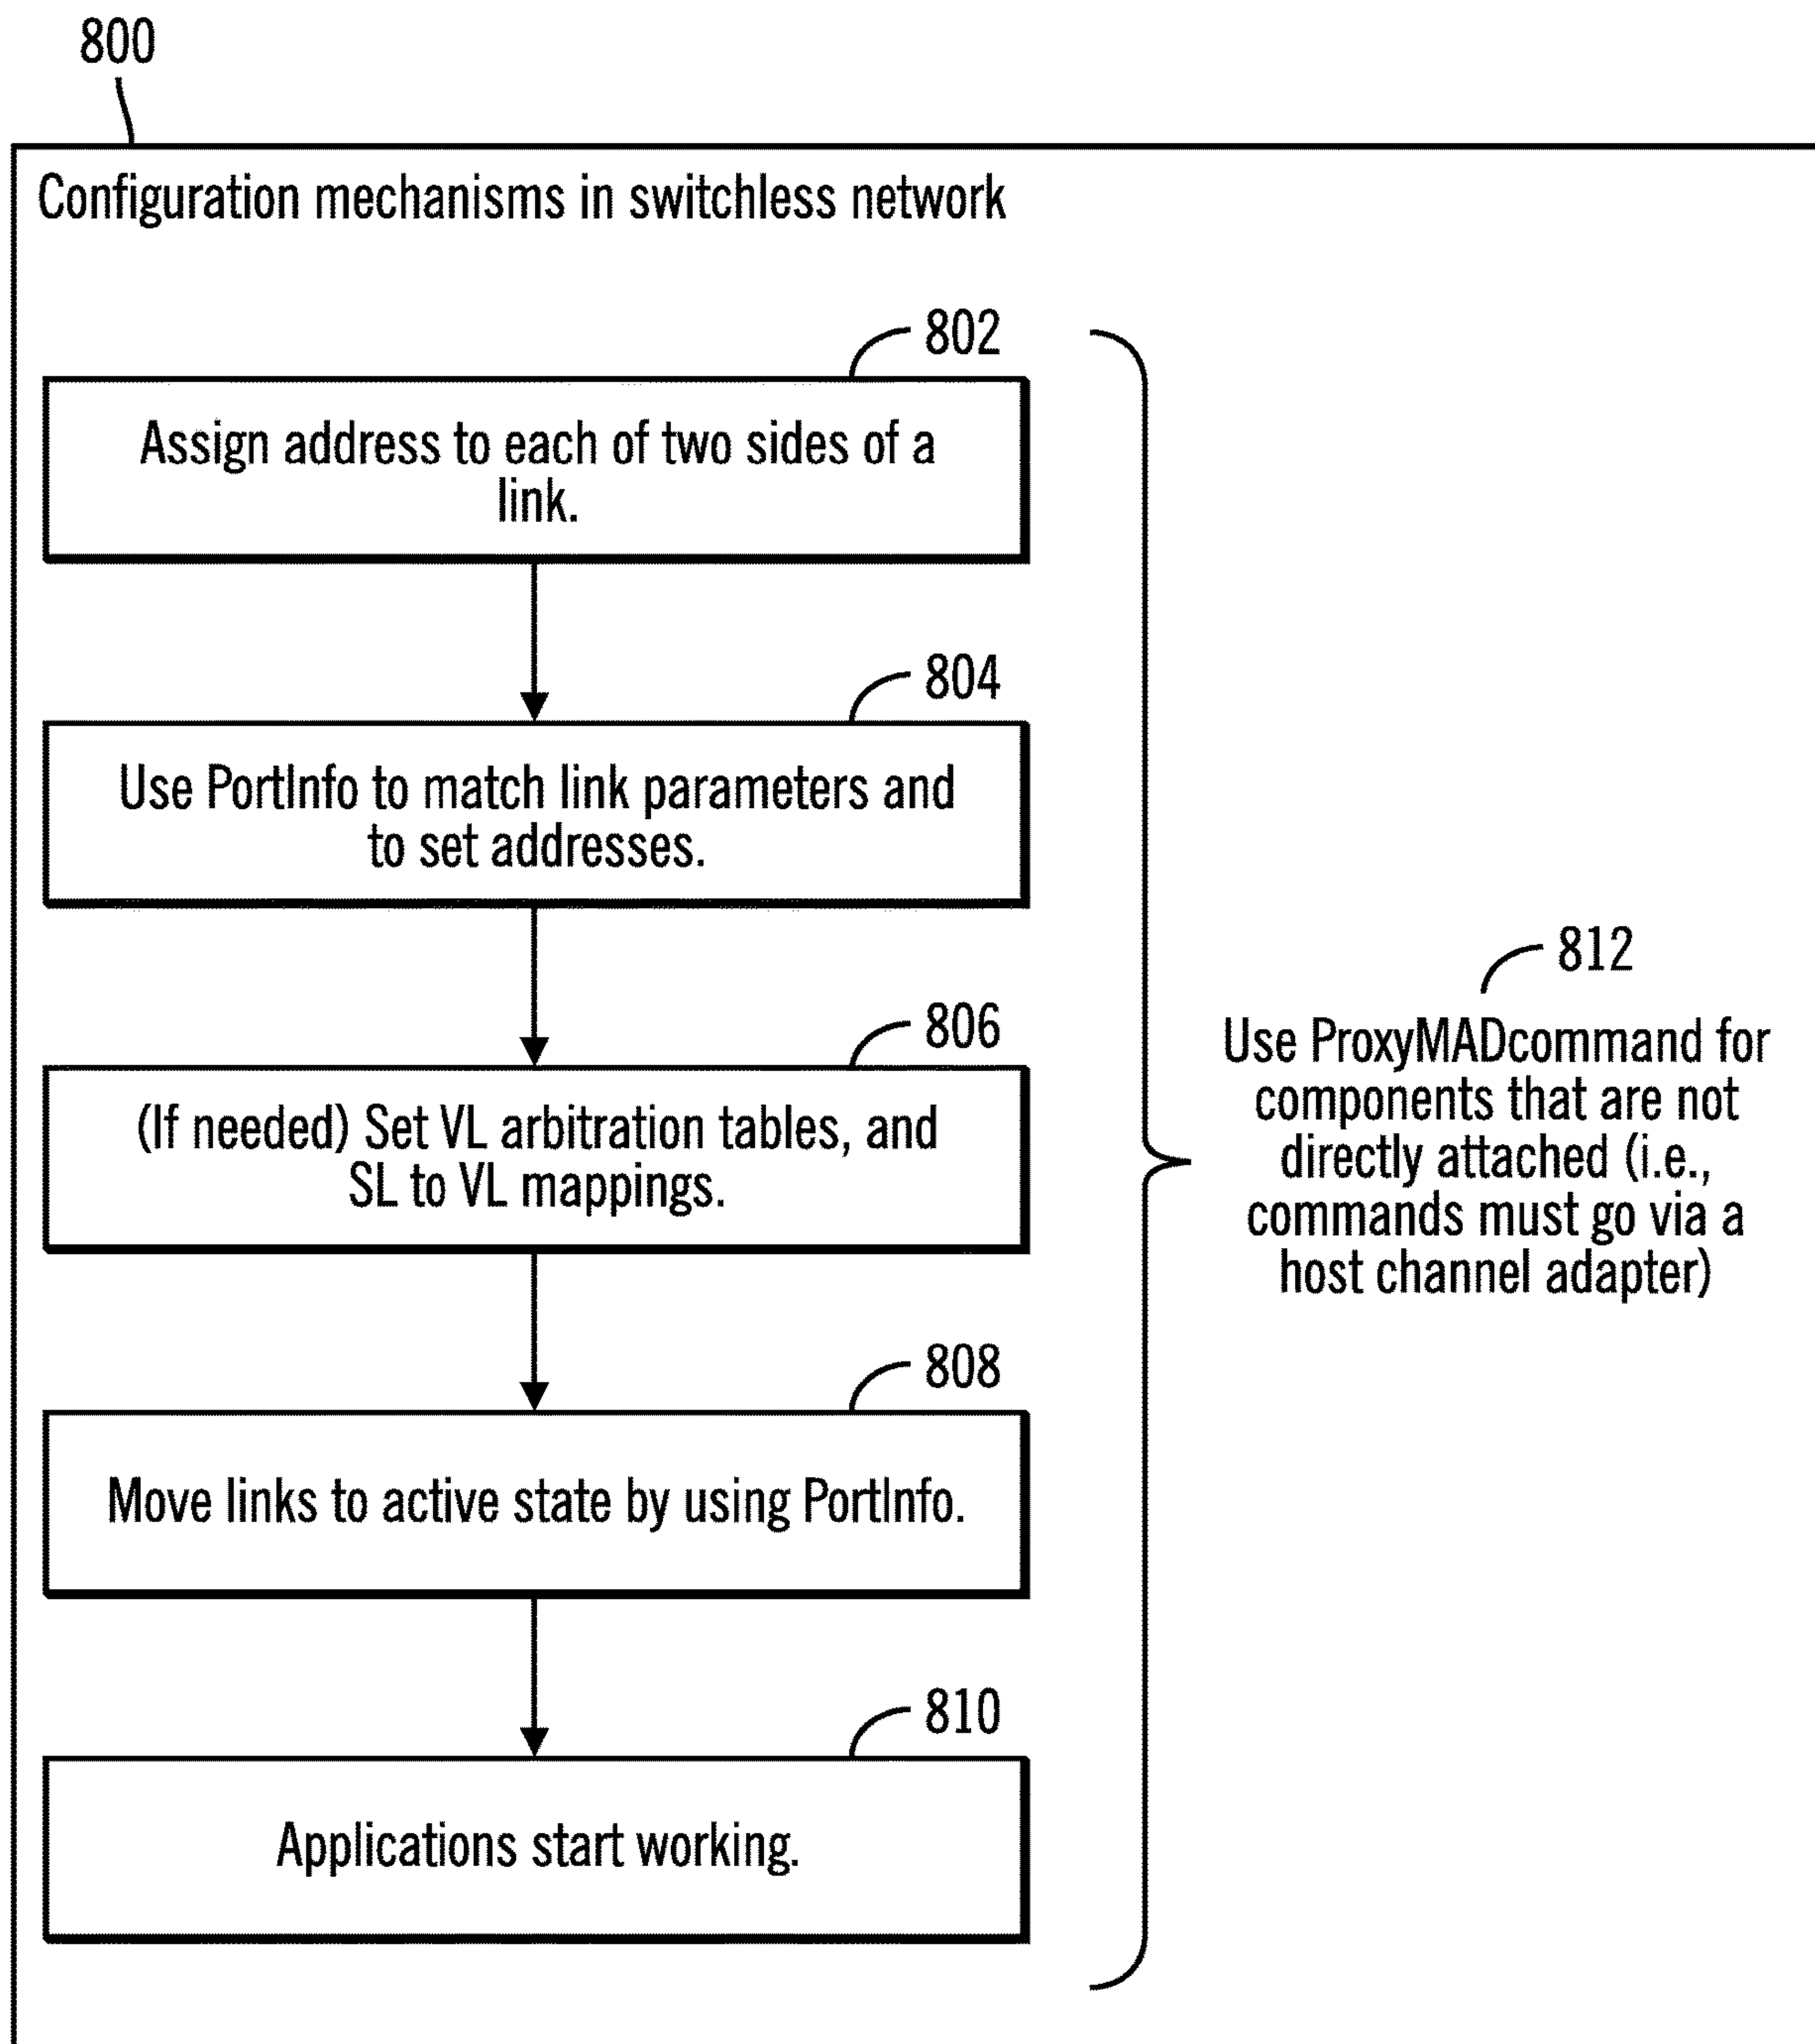 800
Configuration mechanisms in switchless network
802
Assign address to each of two sides of a
link.
804
Use PortInfo to match link parameters and
to set addresses.
806
(If needed) Set VL arbitration tables, and
SL to VL mappings.
808
Move links to active state by using PortInfo.
810
Applications start working.
812
Use ProxyMADcommand for
components that are not
directly attached (i.e.,
commands must go via a
host channel adapter)